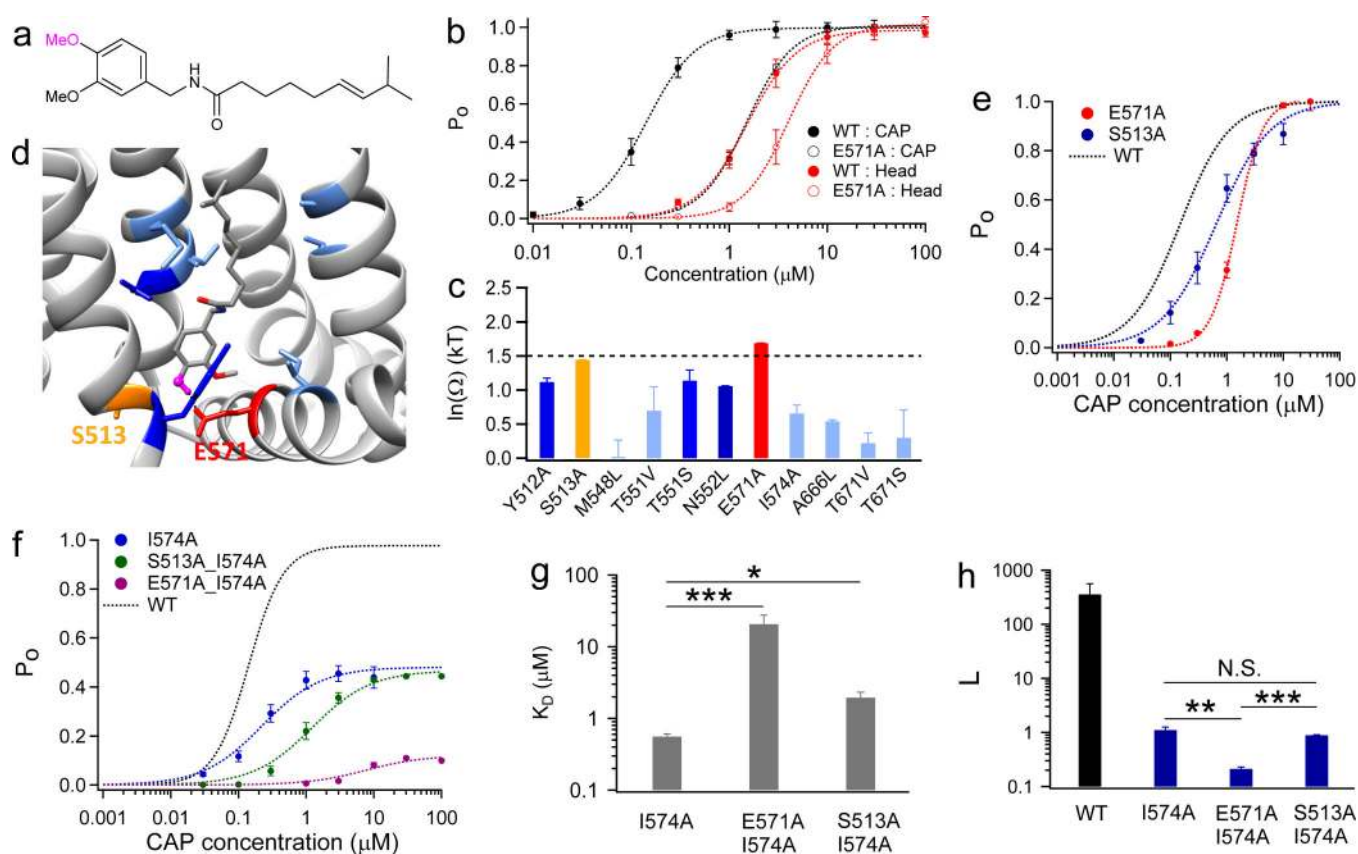 a
MeO
MeO
H
N
O
b
Po
1.0
0.8
0.6
0.4
0.2
0.0
WT : CAP
E571A : CAP
WT : Head
E571A : Head
0.01
0.1
1
10
100
Concentration (μM)
c
ln(Ω) (kT)
2.5
2.0
1.5
1.0
0.5
0.0
Y512A
S513A
M548L
T551V
T551S
N552L
E571A
I574A
A666L
T671V
T671S
d
S513
E571
e
E571A
S513A
WT
Po
1.0
0.8
0.6
0.4
0.2
0.0
0.001
0.01
0.1
1
10
100
CAP concentration (μM)
f
I574A
S513A_I574A
E571A_I574A
WT
Po
1.0
0.8
0.6
0.4
0.2
0.0
0.001
0.01
0.1
1
10
100
CAP concentration (μM)
g
KD (μM)
100
10
1
0.1
*
***
I574A
E571A
I574A
S513A
I574A
h
L
1000
100
10
1
0.1
N.S.
**
***
WT
I574A
E571A
I574A
S513A
I574A